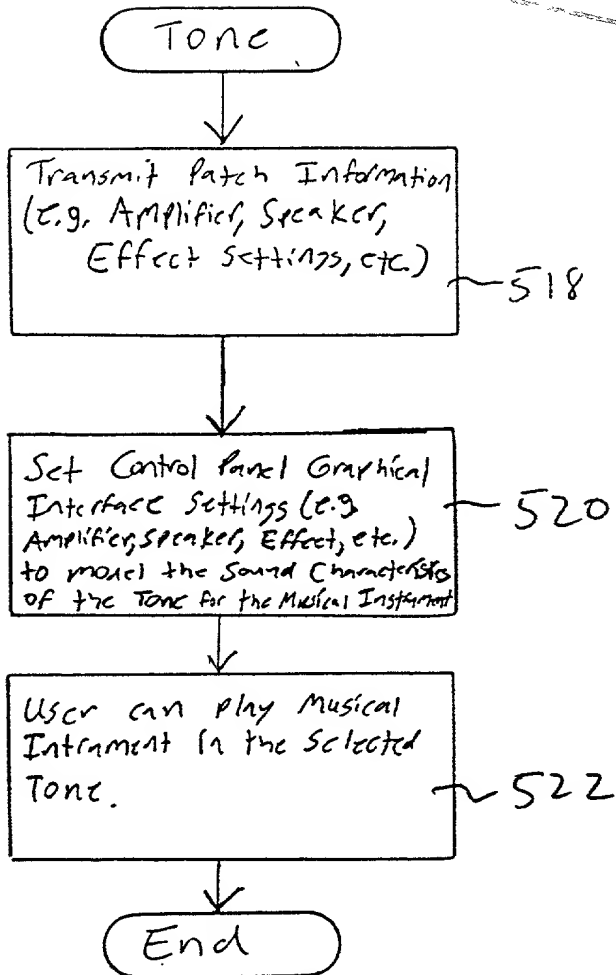 Tone
Transmit Patch Information
(e.g. Amplifier, Speaker,
Effect Settings, etc.)
518
Set Control Panel Graphical
Interface Settings (e.g.
Amplifier, Speaker, Effect, etc.)
to model the Sound Characteristics
of the Tone for the Musical Instrument
520
User can play Musical
Intrument in the selected
Tone.
522
End